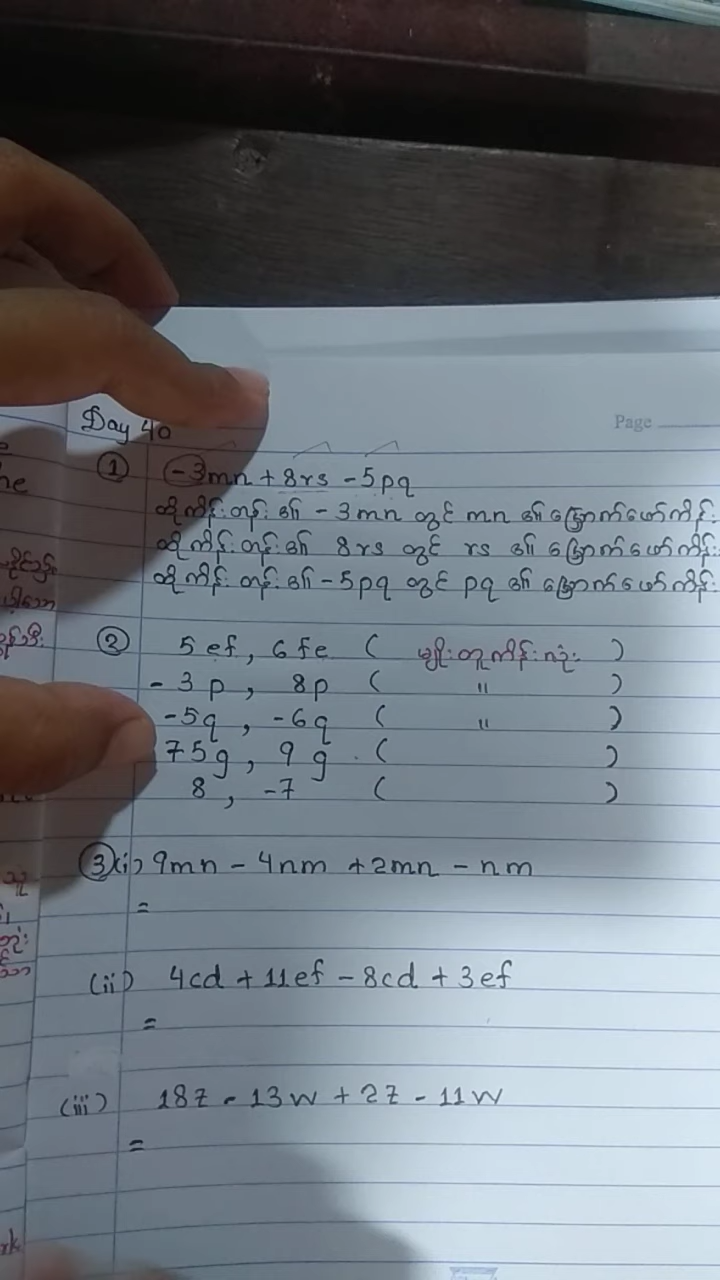 Page
Day 40
① -3mn + 8rs - 5pq
ထိုကိန်းတန်း၏ - 3mn တွင် mn ၏ မြှောက်ဖော်ကိန်း
ထိုကိန်းတန်း၏ 8rs တွင် rs ၏ မြှောက်ဖော်ကိန်း
ထိုကိန်းတန်း၏ - 5pq တွင် pq ၏ မြှောက်ဖော်ကိန်း
② 5ef, 6fe ( မျိုးတူကိန်းလုံး )
- 3p, 8p ( " )
-5q, -6q ( " )
75g, 9g ( )
8, -7 ( )
③(i) 9mn - 4nm + 2mn - nm
=
(ii) 4cd + 11ef - 8cd + 3ef
=
(iii) 18z - 13w + 2z - 11w
=